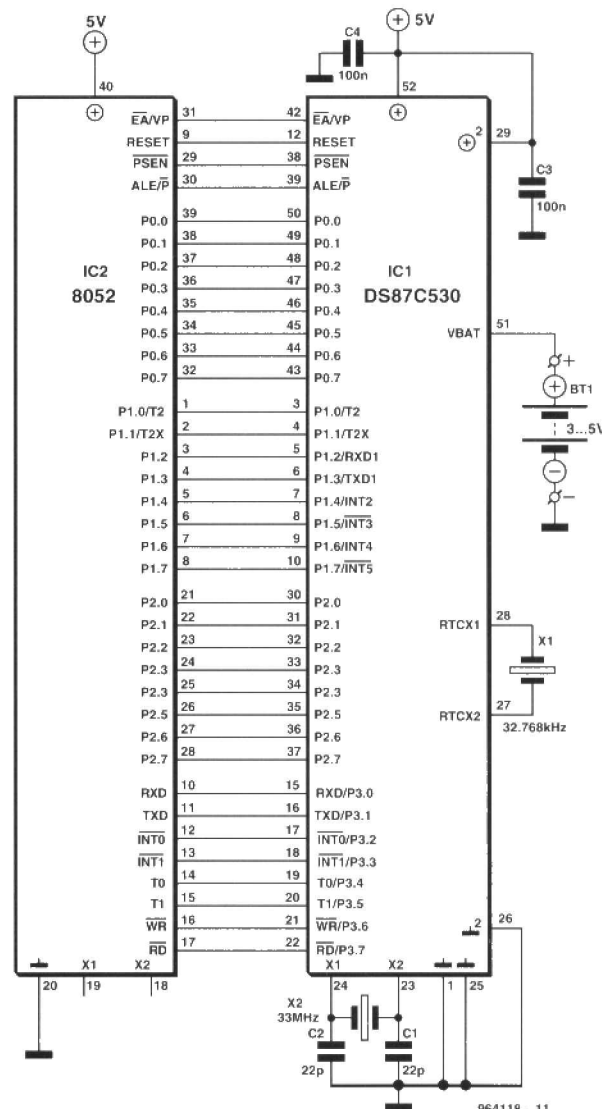 5V
C4
5V
100n
40
52
31 42
EA/VP EA/VP
9 12
RESET RESET
2 29
29 38
PSEN PSEN
30 39
ALE/P ALE/P
C3
100n
39 50
P0.0 P0.0
38 49
P0.1 P0.1
37 48
P0.2 P0.2
IC2
8052
IC1
DS87C530
36 47
P0.3 P0.3
35 46
P0.4 P0.4
34 45
P0.5 P0.5
VBAT 51
33 44
P0.6 P0.6
32 43
P0.7 P0.7
+
BT1
3...5V
–
1 3
P1.0/T2 P1.0/T2
2 4
P1.1/T2X P1.1/T2X
3 5
P1.2 P1.2/RXD1
4 6
P1.3 P1.3/TXD1
5 7
P1.4 P1.4/INT2
6 8
P1.5 P1.5/INT3
7 9
P1.6 P1.6/INT4
8 10
P1.7 P1.7/INT5
21 30
P2.0 P2.0
22 31
P2.1 P2.1
RTCX1 28
X1
23 32
P2.2 P2.2
24 33
P2.3 P2.3
25 34
P2.3 P2.3
26 35
P2.5 P2.5
RTCX2 27
32.768kHz
27 36
P2.6 P2.6
28 37
P2.7 P2.7
10 15
RXD RXD/P3.0
11 16
TXD TXD/P3.1
12 17
INT0 INT0/P3.2
13 18
INT1 INT1/P3.3
14 19
T0 T0/P3.4
15 20
T1 T1/P3.5
16 21
WR WR/P3.6
2 26
17 22
RD RD/P3.7
X1 X2 X1 X2
20 19 18 24 23 1 25
X2
33MHz
C2 C1
22p 22p
964118 - 11